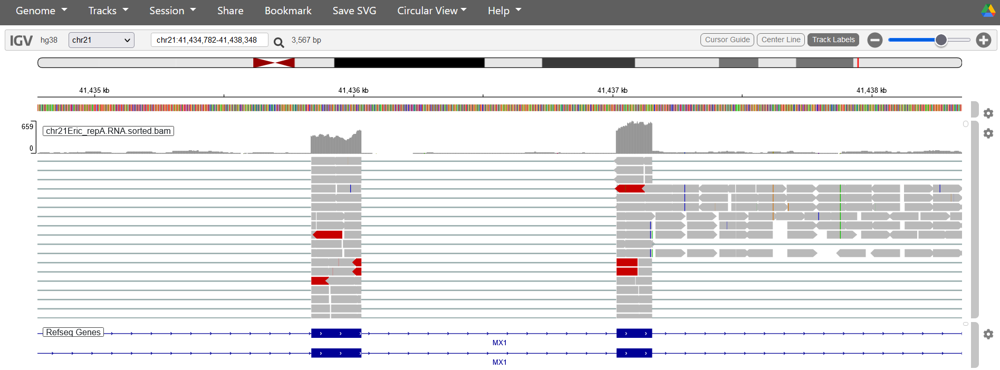 Genome Tracks Session Share Bookmark Save SVG Circular View Help
IGV hg38 chr21 chr21:41,434,782-41,438,348 3,567 bp Cursor Guide Center Line Track Labels
41,435 kb 41,436 kb 41,437 kb 41,438 kb
659
chr21Eric_repA.RNA.sorted.bam
0
Refseq Genes
MX1
MX1